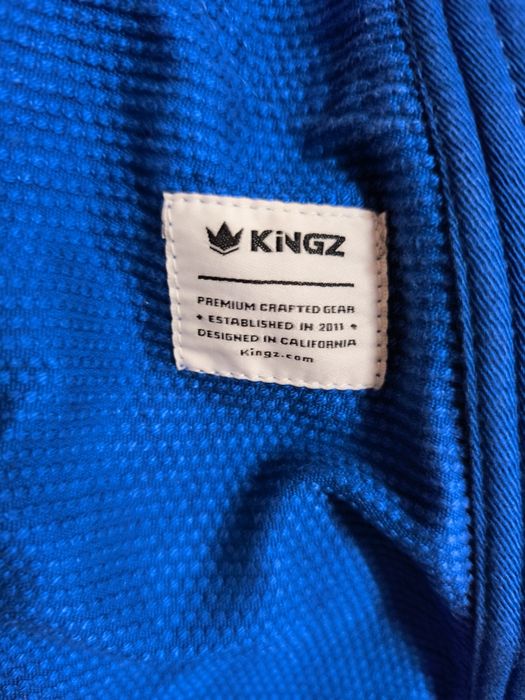 KiNGZ
PREMIUM CRAFTED GEAR
• ESTABLISHED IN 2011 •
DESIGNED IN CALIFORNIA
Kingz.com